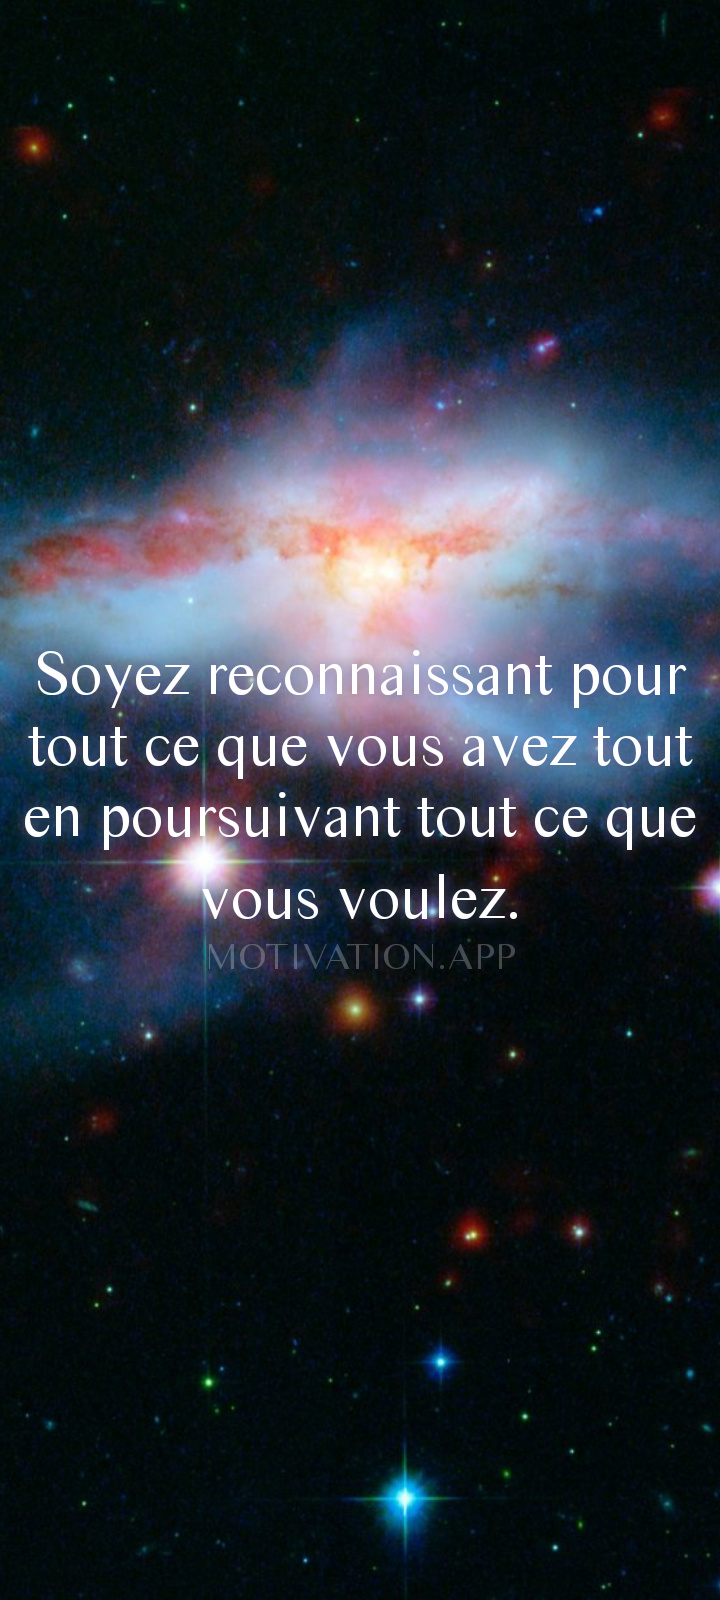 Soyez reconnaissant pour
tout ce que vous avez tout
en poursuivant tout ce que
vous voulez.
MOTIVATION.APP